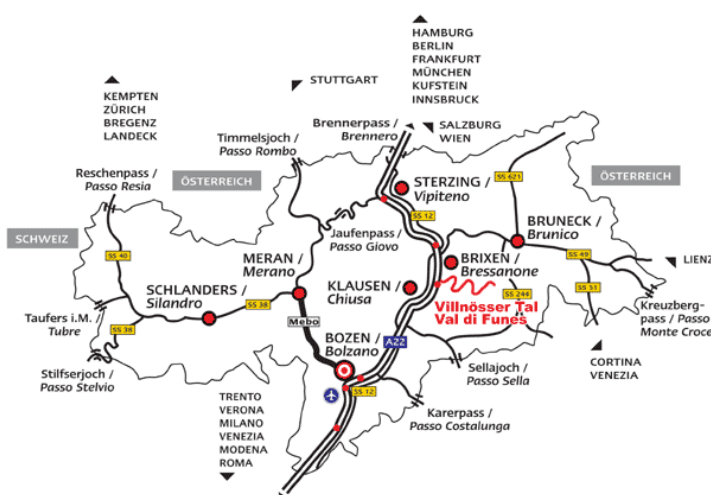 HAMBURG
BERLIN
FRANKFURT
MÜNCHEN
KUFSTEIN
INNSBRUCK
STUTTGART
KEMPTEN
ZÜRICH
BREGENZ
LANDECK
Brennerpass /
Brennero
SALZBURG
WIEN
Timmelsjoch /
Passo Rombo
Reschenpass /
Passo Resia
ÖSTERREICH
STERZING /
Vipiteno
SS 621
ÖSTERREICH
SS 12
BRUNECK /
Brunico
Jaufenpass /
Passo Giovo
SCHWEIZ
SS 40
MERAN /
Merano
BRIXEN /
Bressanone
SS 49
LIENZ
SCHLANDERS /
Silandro
SS 38
KLAUSEN /
Chiusa
SS 244
SS 51
Villnösser Tal
Val di Funes
Kreuzberg-
pass / Passo
Monte Croce
Taufers i.M. /
Tubre
SS 38
Mebo
BOZEN /
Bolzano
A22
CORTINA
VENEZIA
Stilfserjoch /
Passo Stelvio
Sellajoch /
Passo Sella
SS 12
TRENTO
VERONA
MILANO
VENEZIA
MODENA
ROMA
Karerpass /
Passo Costalunga